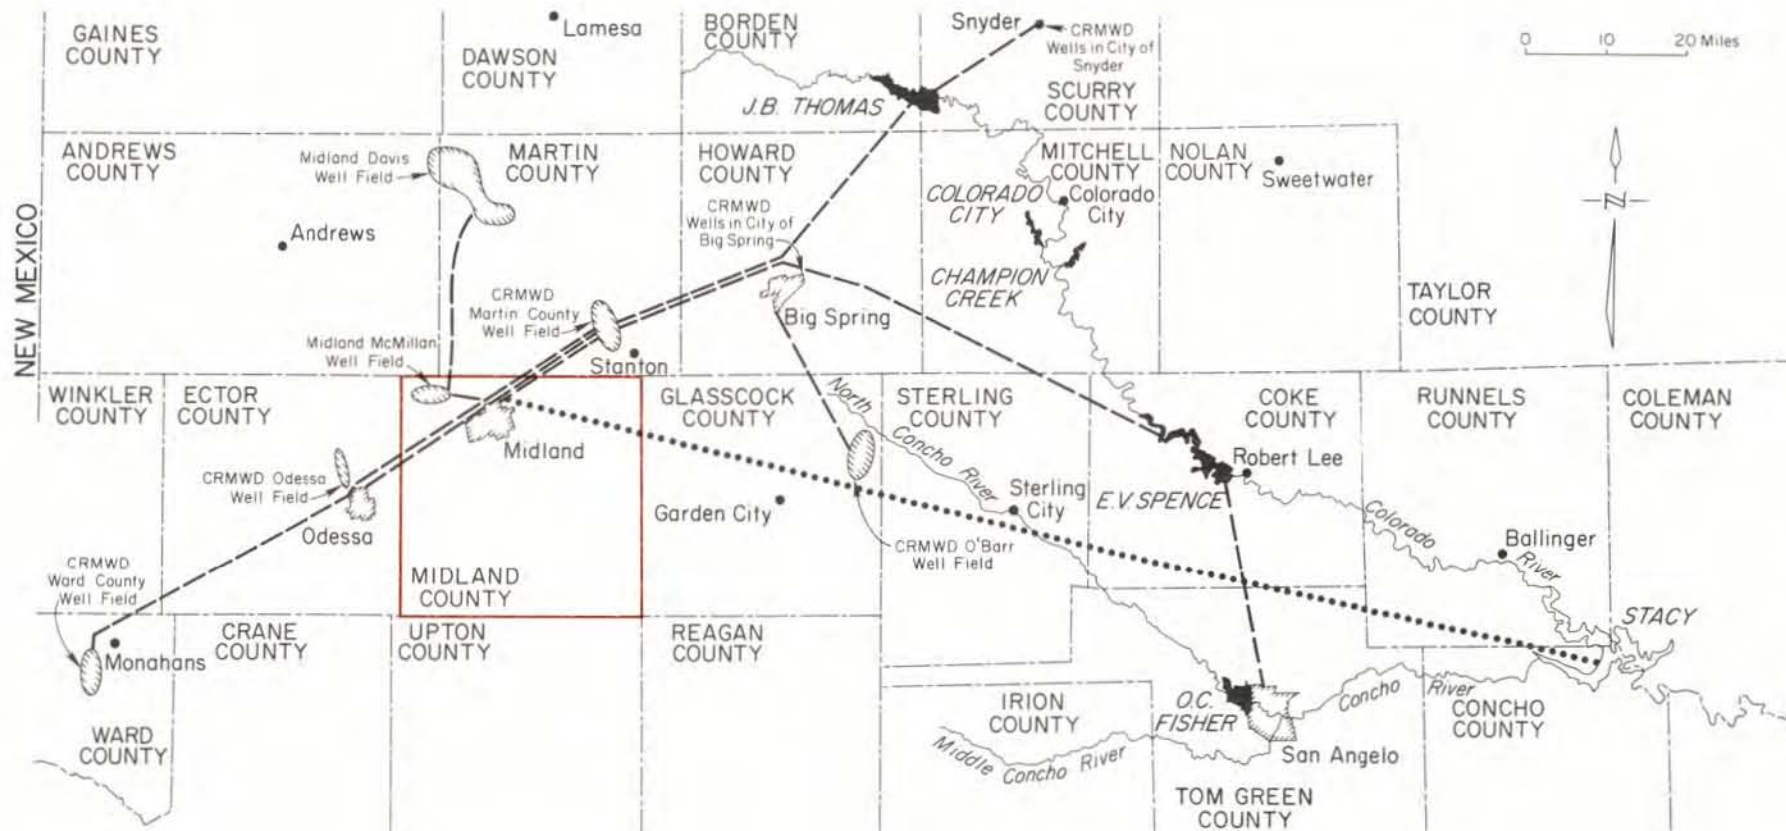 GAINES
COUNTY
Lamesa
DAWSON
COUNTY
BORDEN
COUNTY
Snyder
CRMWD
Wells in City of
Snyder
SCURRY
COUNTY
0 10 20 Miles
J.B. THOMAS
ANDREWS
COUNTY
Midland Davis
Well Field
MARTIN
COUNTY
HOWARD
COUNTY
MITCHELL
COUNTY
NOLAN
COUNTY
Sweetwater
COLORADO
CITY
Colorado
City
N
CRMWD
Wells in City of
Big Spring
Andrews
NEW MEXICO
CHAMPION
CREEK
TAYLOR
COUNTY
CRMWD
Martin County
Well Field
Big Spring
Midland McMillan
Well Field
Stanton
WINKLER
COUNTY
ECTOR
COUNTY
GLASSCOCK
COUNTY
North
Concho River
STERLING
COUNTY
COKE
COUNTY
RUNNELS
COUNTY
COLEMAN
COUNTY
Midland
Robert Lee
CRMWD Odessa
Well Field
E.V. SPENCE
Sterling
City
Garden City
Odessa
Colorado
River
Ballinger
CRMWD O'Barr
Well Field
CRMWD
Ward County
Well Field
MIDLAND
COUNTY
STACY
CRANE
COUNTY
UPTON
COUNTY
REAGAN
COUNTY
Monahans
IRION
COUNTY
O.C.
FISHER
Concho River
CONCHO
COUNTY
WARD
COUNTY
Middle
Concho River
San Angelo
TOM GREEN
COUNTY